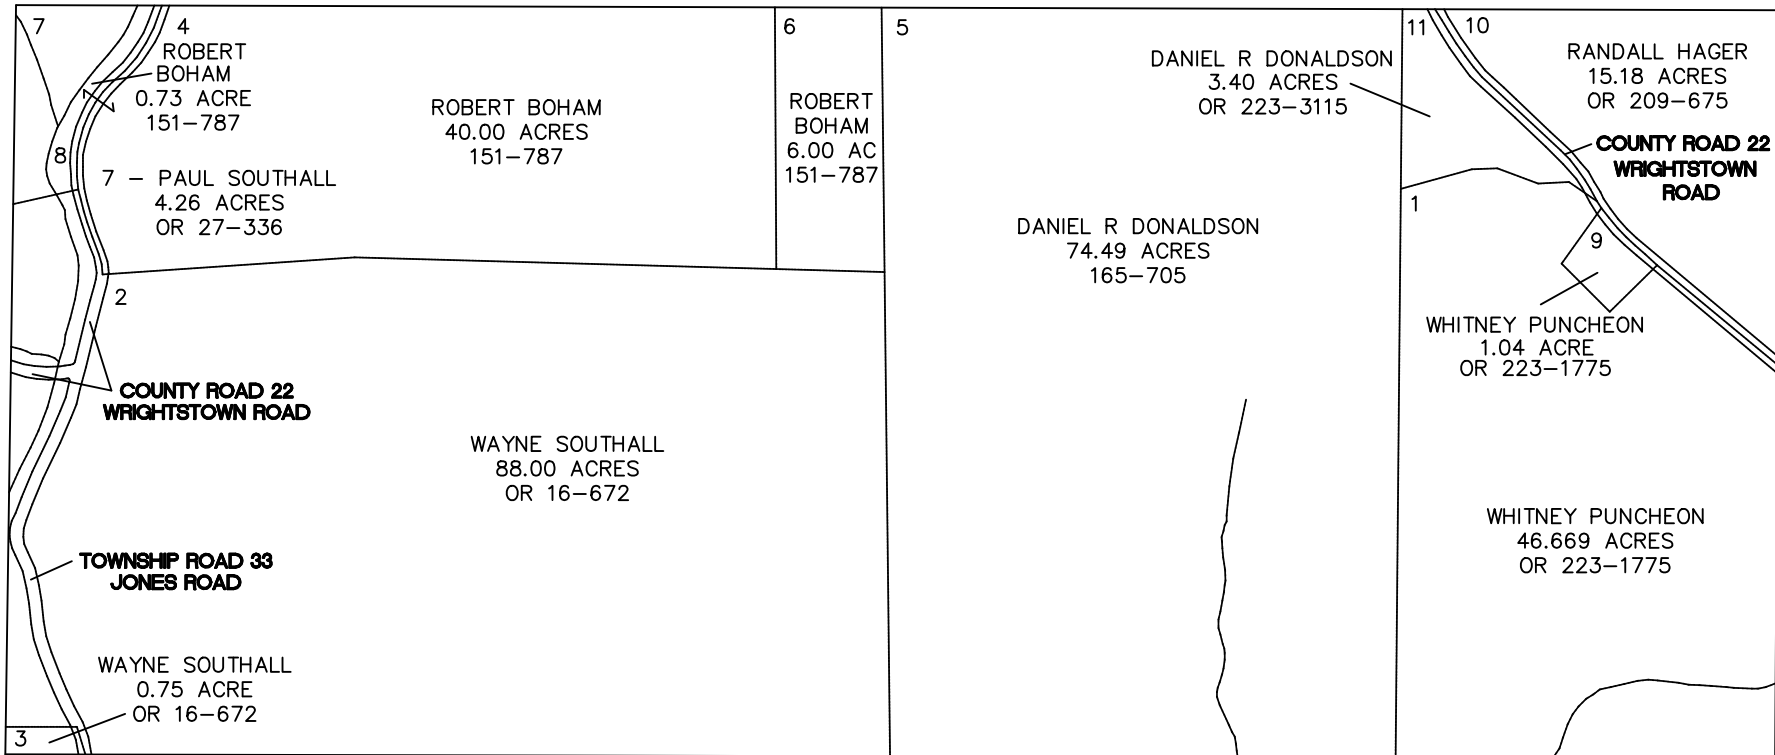 7
4
ROBERT
BOHAM
0.73 ACRE
151-787
8
7 - PAUL SOUTHALL
4.26 ACRES
OR 27-336
ROBERT BOHAM
40.00 ACRES
151-787
6
ROBERT
BOHAM
6.00 AC
151-787
5
DANIEL R DONALDSON
3.40 ACRES
OR 223-3115
DANIEL R DONALDSON
74.49 ACRES
165-705
11
10
RANDALL HAGER
15.18 ACRES
OR 209-675
COUNTY ROAD 22
WRIGHTSTOWN
ROAD
1
9
WHITNEY PUNCHEON
1.04 ACRE
OR 223-1775
2
COUNTY ROAD 22
WRIGHTSTOWN ROAD
WAYNE SOUTHALL
88.00 ACRES
OR 16-672
WHITNEY PUNCHEON
46.669 ACRES
OR 223-1775
TOWNSHIP ROAD 33
JONES ROAD
WAYNE SOUTHALL
0.75 ACRE
OR 16-672
3